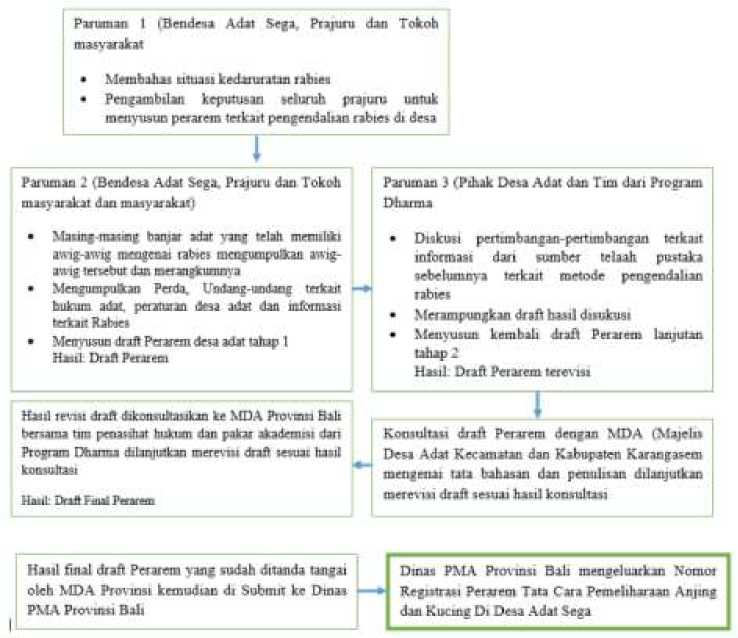 Paruman 1 (Bendesa Adat Sega, Prajuru dan Tokoh
masyarakat
• Membahas situasi kedaruratan rabies
• Pengambilan keputusan seluruh prajuru untuk
menyusun perarem terkait pengendalian rabies di desa
Paruman 2 (Bendesa Adat Sega, Prajuru dan Tokoh
masyarakat dan masyarakat)
• Masing-masing banjar adat yang telah memiliki
awig-awig mengenai rabies mengumpulkan awig-
awig tersebut dan merangkumnya
• Mengumpulkan Perda, Undang-undang terkait
hukum adat, peraturan desa adat dan informasi
terkait Rabies
• Menyusun draft Perarem desa adat tahap 1
Hasil: Draft Perarem
Paruman 3 (Pihak Desa Adat dan Tim dari Program
Dharma
• Diskusi pertimbangan-pertimbangan terkait
informasi dari sumber telaah pustaka
sebelumnya terkait metode pengendalian
rabies
• Merampungkan draft hasil disukusi
• Menyusun kembali draft Perarem lanjutan
tahap 2
Hasil: Draft Perarem terevisi
Konsultasi draft Perarem dengan MDA (Majelis
Desa Adat Kecamatan dan Kabupaten Karangasem
mengenai tata bahasan dan penulisan dilanjutkan
merevisi draft sesuai hasil konsultasi
Hasil revisi draft dikonsultasikan ke MDA Provinsi Bali
bersama tim penasihat hukum dan pakar akademisi dari
Program Dharma dilanjutkan merevisi draft sesuai hasil
konsultasi
Hasil: Draft Final Perarem
Hasil final draft Perarem yang sudah ditanda tangai
oleh MDA Provinsi kemudian di Submit ke Dinas
PMA Provinsi Bali
Dinas PMA Provinsi Bali mengeluarkan Nomor
Registrasi Perarem Tata Cara Pemeliharaan Anjing
dan Kucing Di Desa Adat Sega